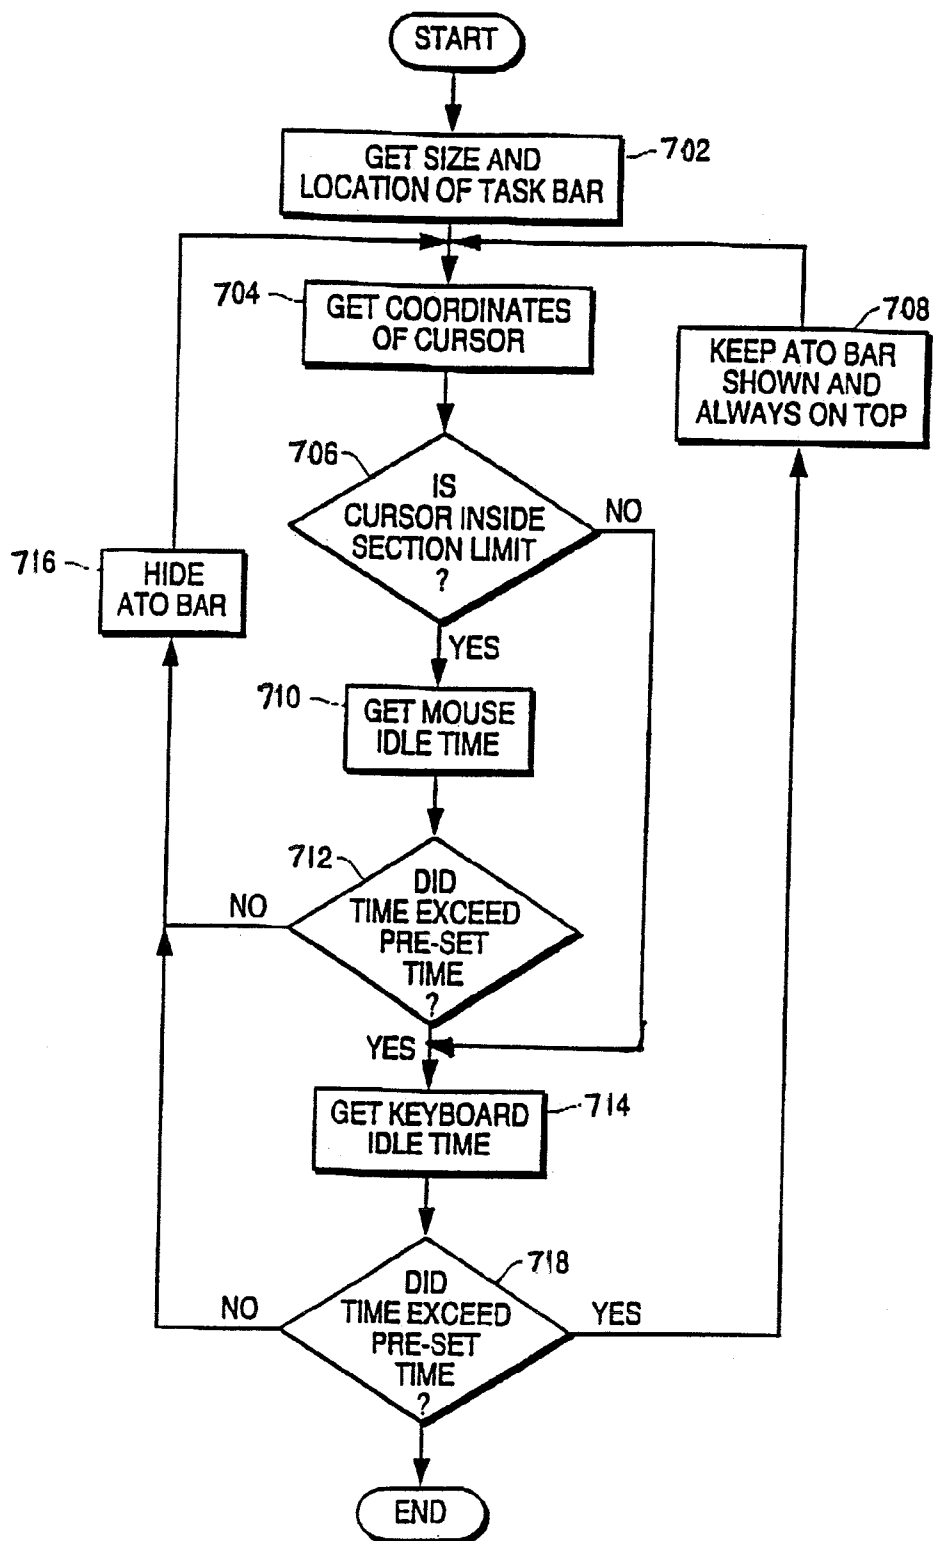 START
GET SIZE AND
LOCATION OF TASK BAR
702
704
GET COORDINATES
OF CURSOR
708
KEEP ATO BAR
SHOWN AND
ALWAYS ON TOP
706
IS
CURSOR INSIDE
SECTION LIMIT
?
NO
YES
716
HIDE
ATO BAR
710
GET MOUSE
IDLE TIME
712
DID
TIME EXCEED
PRE-SET
TIME
?
NO
YES
GET KEYBOARD
IDLE TIME
714
718
DID
TIME EXCEED
PRE-SET
TIME
?
NO
YES
END